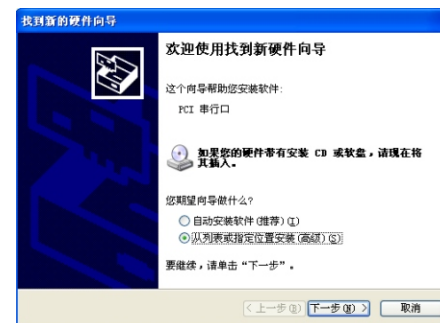 找到新的硬件向导
欢迎使用找到新硬件向导
这个向导帮助您安装软件:
PCI 串行口
如果您的硬件带有安装 CD 或软盘，请现在将
其插入。
您期望向导做什么?
自动安装软件(推荐)(I)
从列表或指定位置安装(高级)(S)
要继续，请单击“下一步”。
<上一步(B) 下一步(N)> 取消